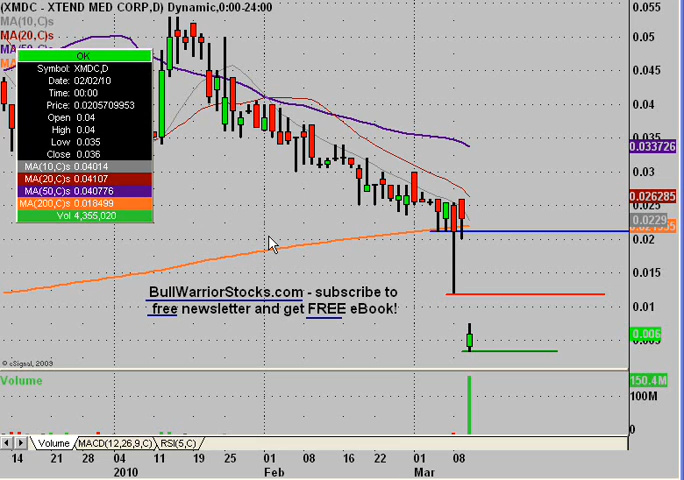 (XMDC - XTEND MED CORP,D) Dynamic,0:00-24:00
MA(10,C)s
MA(20,C)s
OK
Symbol: XMDC,D
Date: 02/02/10
Time: 00:00
Price: 0.0205709953
Open 0.04
High 0.04
Low 0.035
Close 0.036
MA(10,C)s 0.04014
MA(20,C)s 0.04107
MA(50,C)s 0.040776
MA(200,C)s 0.018499
Vol 4,355,020
0.055
0.05
0.045
0.04
0.035
0.033726
0.03
0.026285
0.025
0.0229
0.02
0.015
0.01
0.006
BullWarriorStocks.com - subscribe to
free newsletter and get FREE eBook!
© eSignal, 2009
Volume
150.4M
100M
0
Volume MACD(12,26,9,C) RSI(5,C)
14 21 28 04 11 19 25 01 08 16 22 01 08
2010 Feb Mar